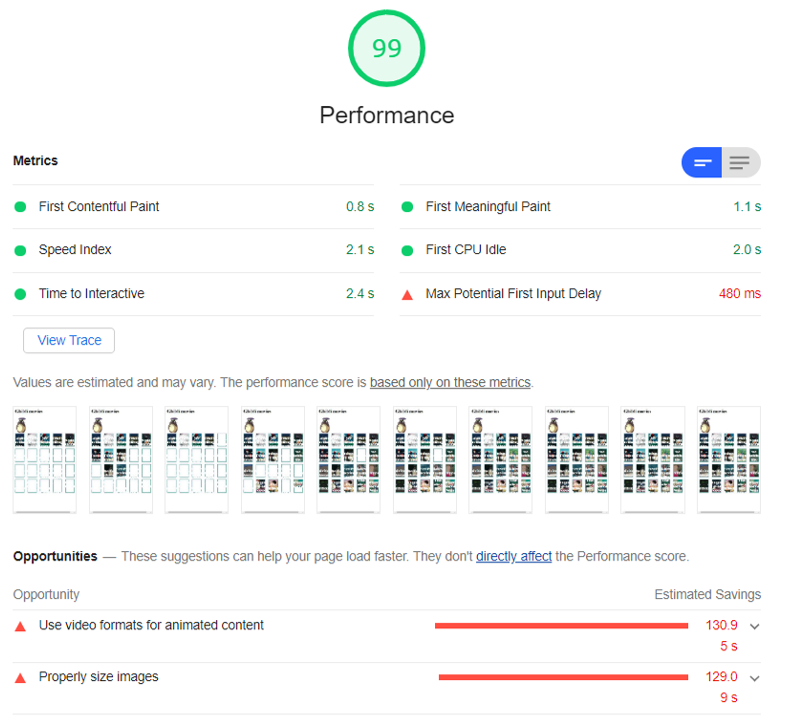 99
Performance
Metrics
First Contentful Paint 0.8 s
First Meaningful Paint 1.1 s
Speed Index 2.1 s
First CPU Idle 2.0 s
Time to Interactive 2.4 s
Max Potential First Input Delay 480 ms
View Trace
Values are estimated and may vary. The performance score is based only on these metrics.
Opportunities — These suggestions can help your page load faster. They don't directly affect the Performance score.
Opportunity Estimated Savings
Use video formats for animated content 130.9
5 s
Properly size images 129.0
9 s